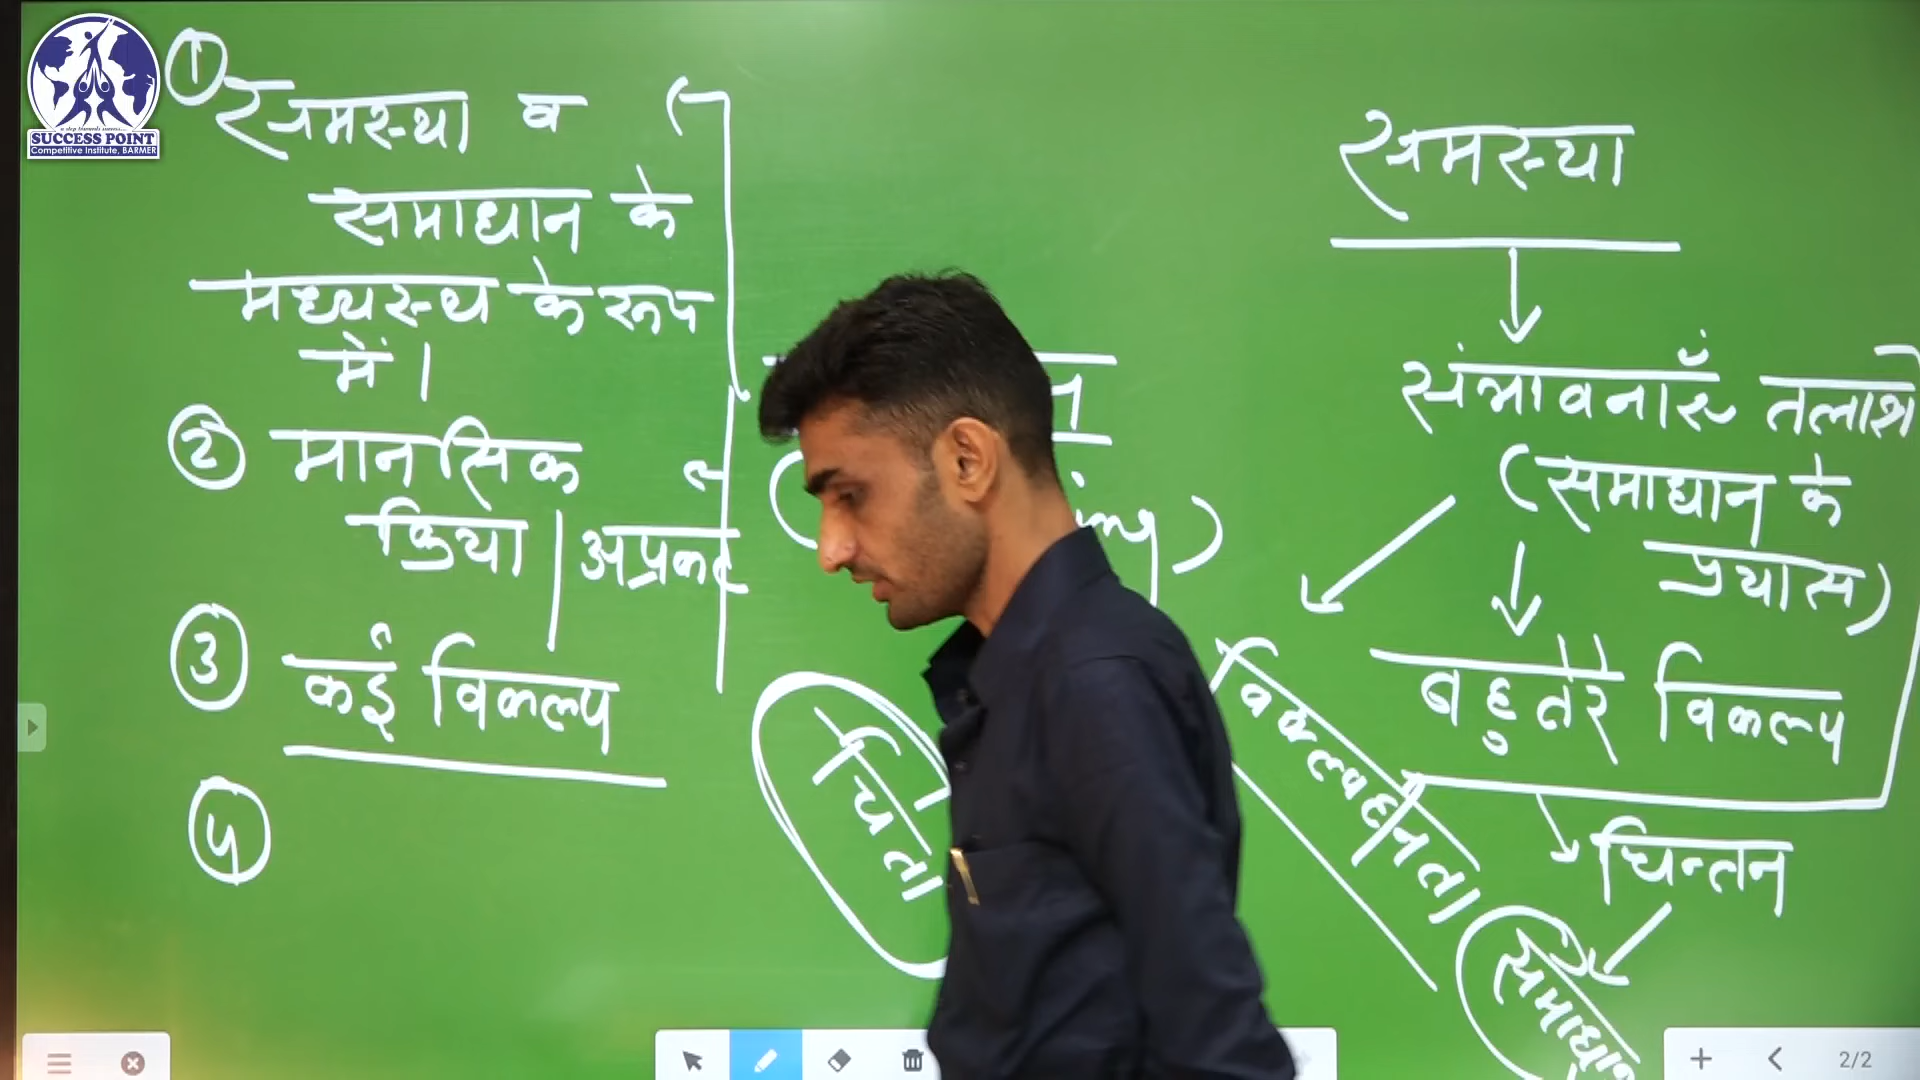 SUCCESS POINT
Competitive Institute, BARMER
① समस्या व
समाधान के
मध्यस्थ के रूप
में।
② मानसिक
क्रिया | अप्रकट
③ कई विकल्प
④
चिंता
समस्या
संभावनाएँ तलाश
(समाधान के
प्रयास)
बहुतेरे विकल्प
विकल्पहीनता
चिन्तन
समाधान
2/2